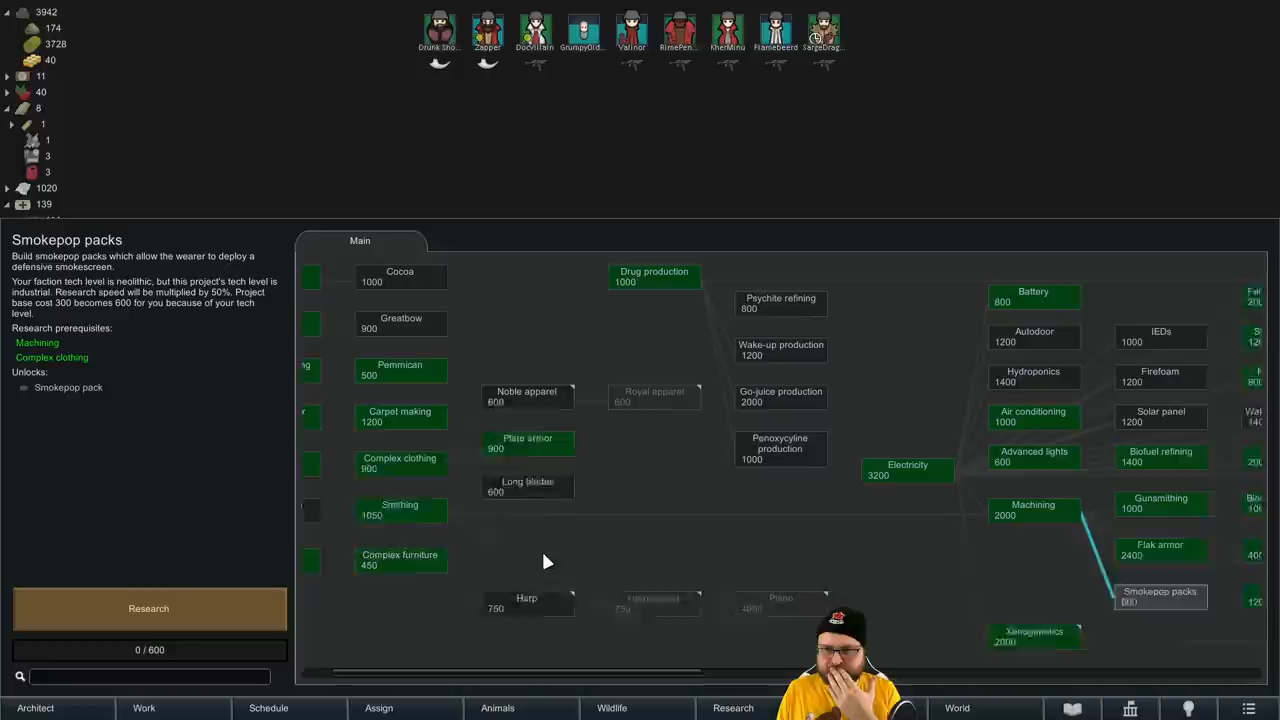 3942
174
3728
40
11
40
8
1
1
3
3
1020
139
Drunk Sho...
Zapper
DocVillain
GrumpyOld...
Valinor
RimePen...
KherMinu
Flamebeerd
SargeDrag...
Smokepop packs
Build smokepop packs which allow the wearer to deploy a
defensive smokescreen.
Your faction tech level is neolithic, but this project's tech level is
industrial. Research speed will be multiplied by 50%. Project
base cost 300 becomes 600 for you because of your tech
level.
Research prerequisites:
Machining
Complex clothing
Unlocks:
Smokepop pack
Research
0 / 600
Main
Cocoa
1000
Greatbow
900
Pemmican
500
Carpet making
1200
Complex clothing
900
Smithing
1050
Complex furniture
450
Noble apparel
600
Plate armor
900
Long blades
600
Harp
750
Drug production
1000
Royal apparel
600
Psychite refining
800
Wake-up production
1200
Go-juice production
2000
Penoxycyline
production
1000
Piano
Electricity
3200
Battery
800
Autodoor
1200
Hydroponics
1400
Air conditioning
1000
Advanced lights
600
Machining
2000
Xenogenetics
2000
IEDs
1000
Firefoam
1200
Solar panel
1200
Biofuel refining
1400
Gunsmithing
1000
Flak armor
2400
Smokepop packs
600
Architect
Work
Schedule
Assign
Animals
Wildlife
Research
World